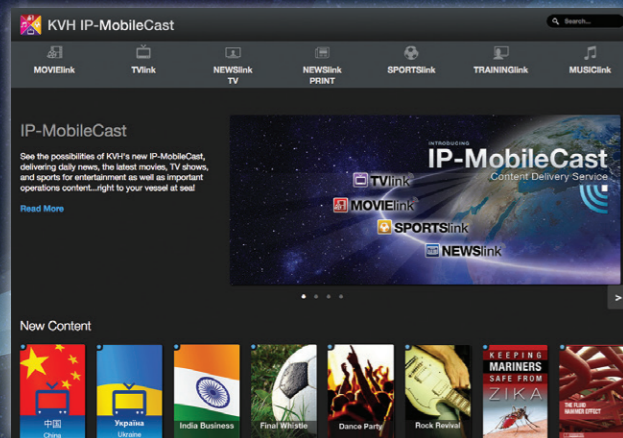 KVH IP-MobileCast
Search...
MOVIElink
TVlink
NEWSlink
TV
NEWSlink
PRINT
SPORTSlink
TRAININGlink
MUSIClink
IP-MobileCast
See the possibilities of KVH's new IP-MobileCast,
delivering daily news, the latest movies, TV shows,
and sports for entertainment as well as important
operations content...right to your vessel at sea!
Read More
INTRODUCING
IP-MobileCast
Content Delivery Service
TVlink
MOVIElink
SPORTSlink
NEWSlink
>
New Content
中国
China
Україна
Ukraine
India Business
Final Whistle
Dance Party
Rock Revival
KEEPING
MARINERS
SAFE FROM
ZIKA
THE FLUID
HAMMER EFFECT